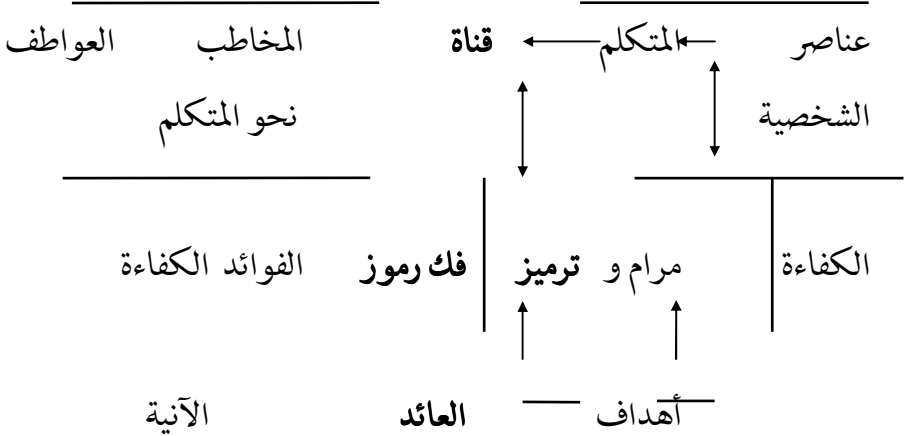 عناصر المتكلم قناة المخاطب العواطف
الشخصية نحو المتكلم
الكفاءة مرام و ترميز فك رموز الفوائد الكفاءة
أهداف العائد الآنية